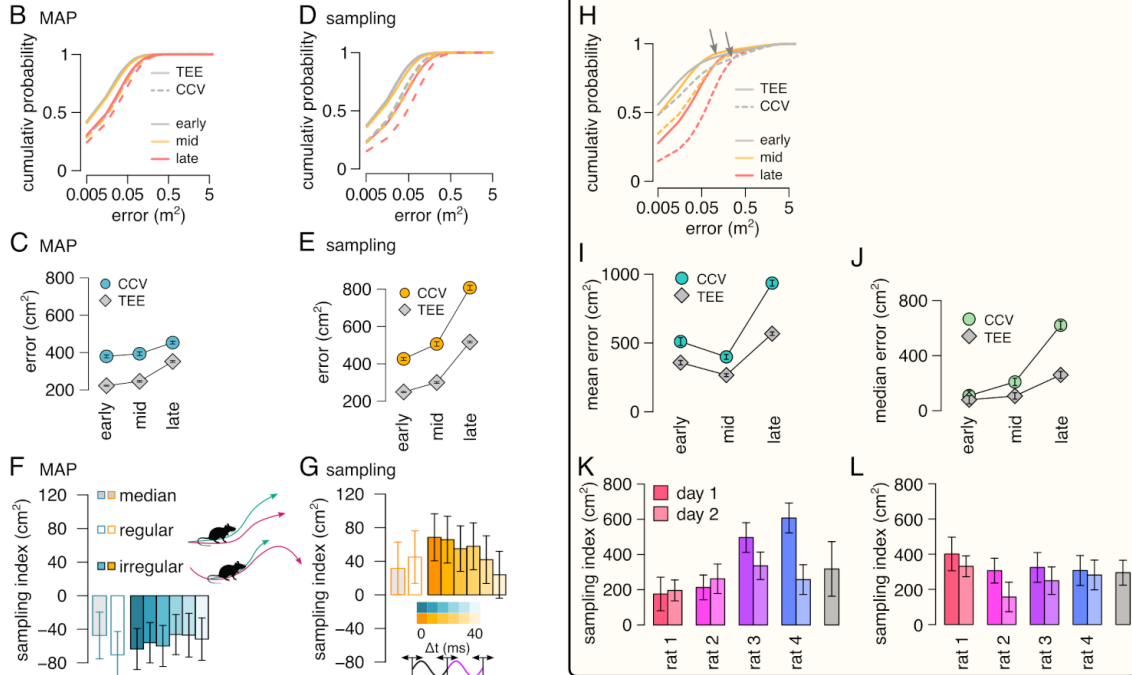 B MAP
cumulativ probability
1
0.5
0
TEE
CCV
early
mid
late
0.005 0.05 0.5 5
error (m²)
D sampling
cumulativ probability
1
0.5
0
0.005 0.05 0.5 5
error (m²)
H
cumulativ probability
1
0.5
1
TEE
CCV
early
mid
late
0.005 0.05 0.5 5
error (m²)
C MAP
error (cm²)
800
600
400
200
CCV
TEE
early
mid
late
E sampling
error (cm²)
800
600
400
200
CCV
TEE
early
mid
late
I
mean error (cm²)
1000
500
0
CCV
TEE
early
mid
late
J
median error (cm²)
800
400
0
CCV
TEE
early
mid
late
F MAP
sampling index (cm²)
120
80
40
0
−40
−80
median
regular
irregular
G sampling
sampling index (cm²)
120
80
40
0
−40
−80
0 40
Δt (ms)
K
sampling index (cm²)
800
600
400
200
0
day 1
day 2
rat 1
rat 2
rat 3
rat 4
L
sampling index (cm²)
800
600
400
200
0
rat 1
rat 2
rat 3
rat 4